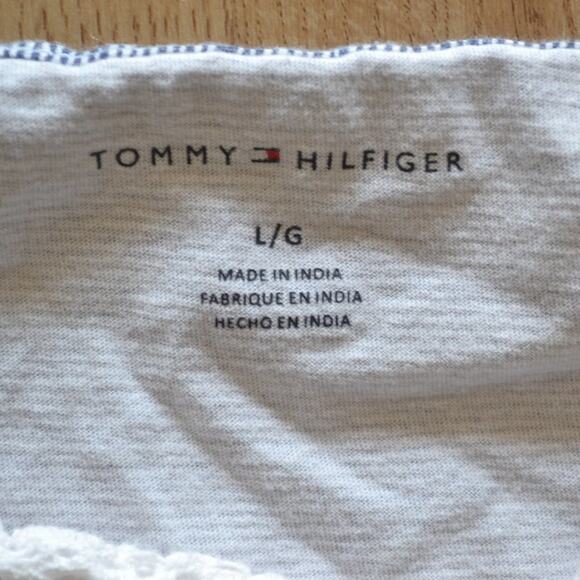 TOMMY HILFIGER
L/G
MADE IN INDIA
FABRIQUE EN INDIA
HECHO EN INDIA